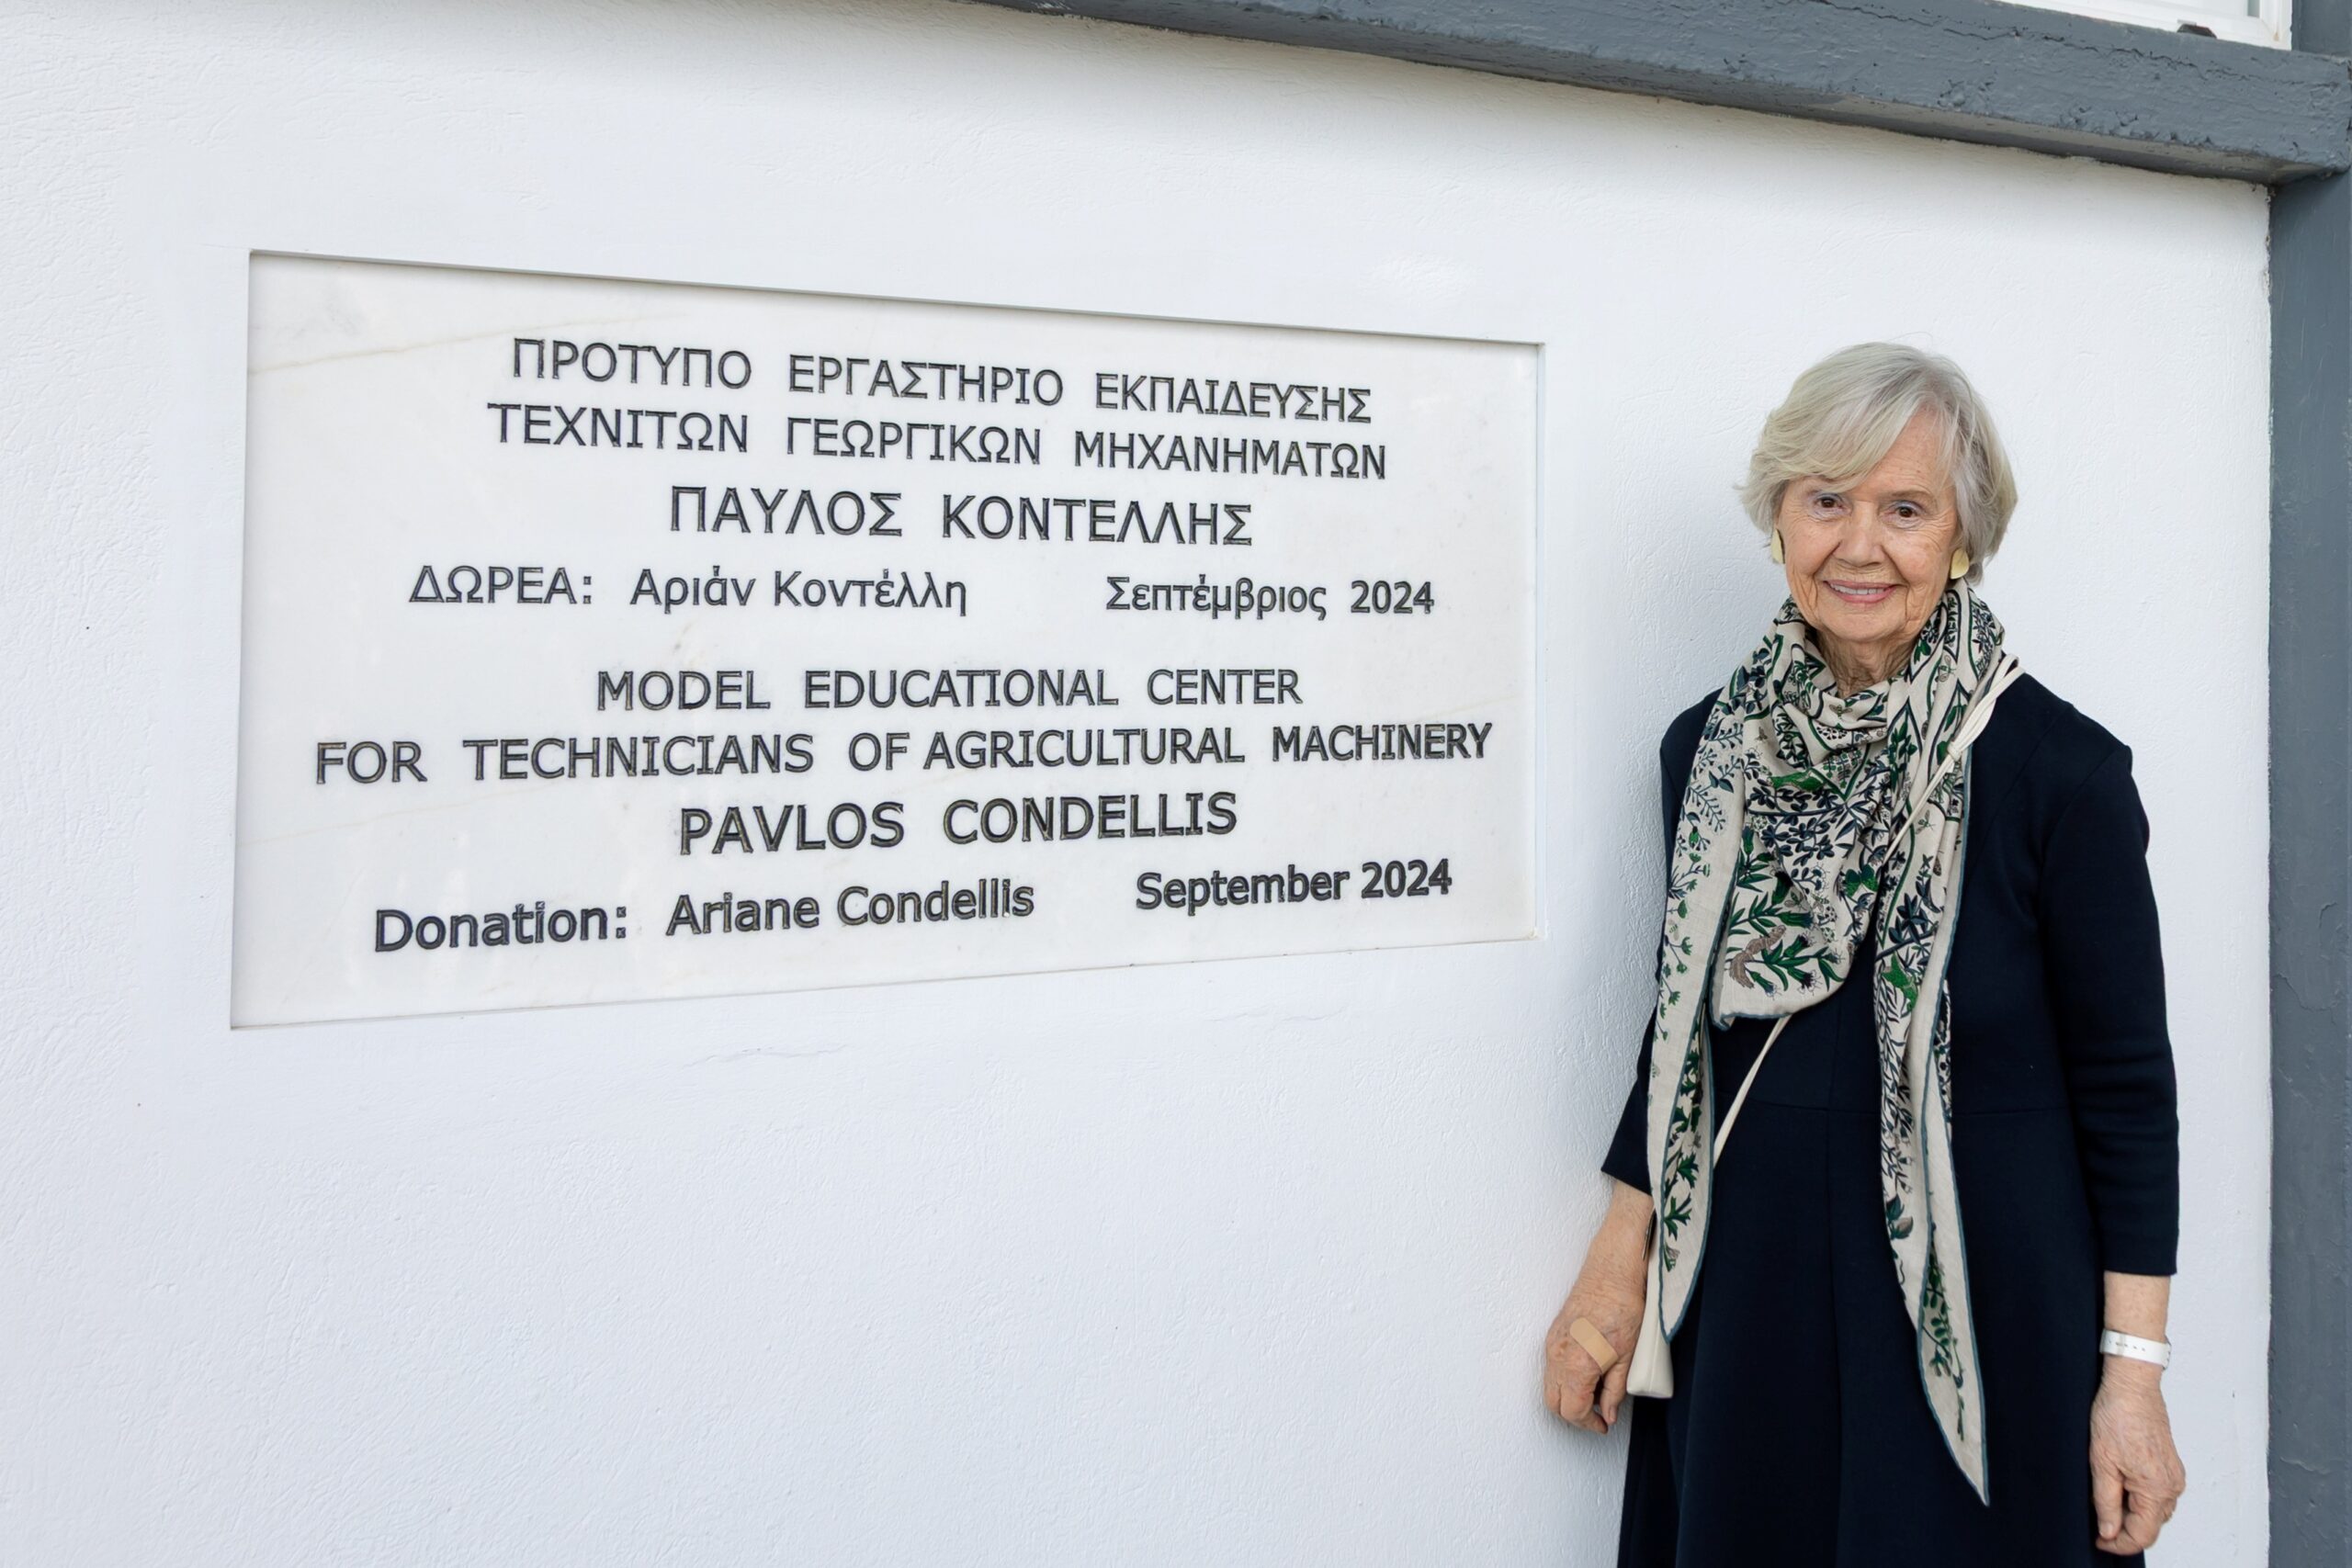 ΠΡΟΤΥΠΟ ΕΡΓΑΣΤΗΡΙΟ ΕΚΠΑΙΔΕΥΣΗΣ
ΤΕΧΝΙΤΩΝ ΓΕΩΡΓΙΚΩΝ ΜΗΧΑΝΗΜΑΤΩΝ
ΠΑΥΛΟΣ ΚΟΝΤΕΛΛΗΣ
ΔΩΡΕΑ: Αριάν Κοντέλλη Σεπτέμβριος 2024
MODEL EDUCATIONAL CENTER
FOR TECHNICIANS OF AGRICULTURAL MACHINERY
PAVLOS CONDELLIS
Donation: Ariane Condellis September 2024